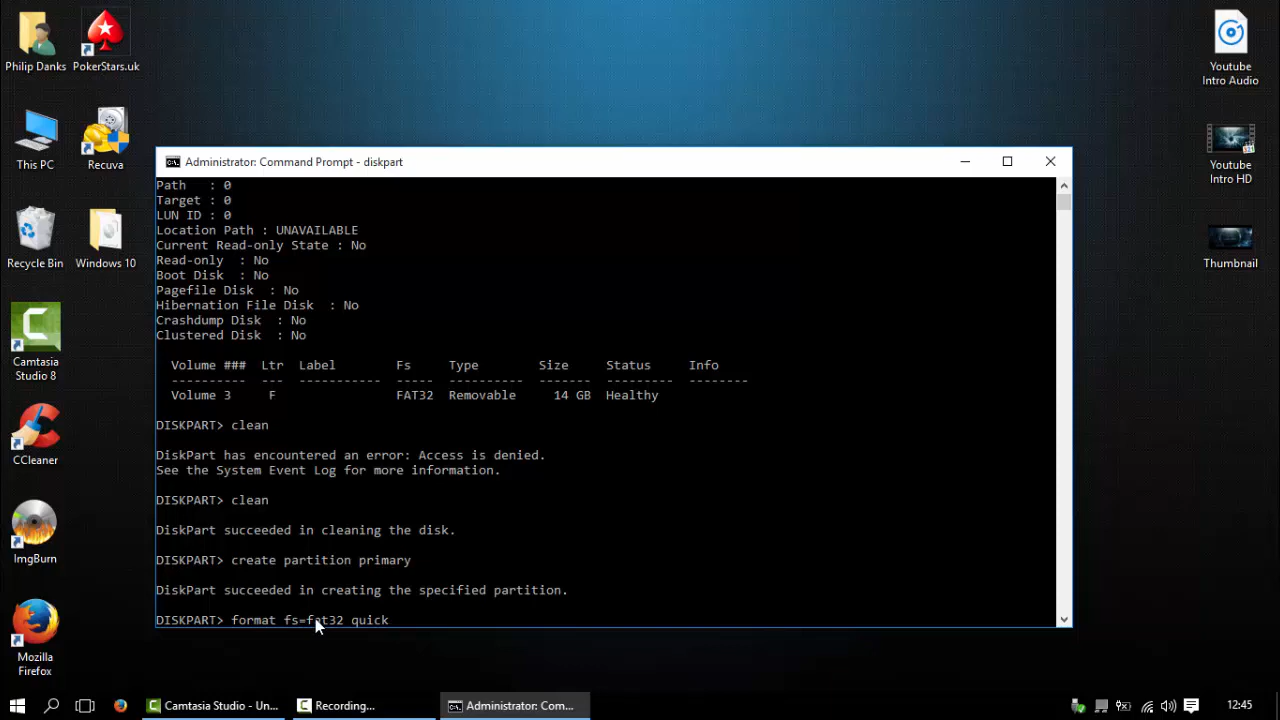 Philip Danks
PokerStars.uk
This PC
Recuva
Recycle Bin
Windows 10
Camtasia
Studio 8
CCleaner
ImgBurn
Mozilla
Firefox
Youtube
Intro Audio
Youtube
Intro HD
Thumbnail
Administrator: Command Prompt - diskpart
Path   : 0
Target : 0
LUN ID : 0
Location Path : UNAVAILABLE
Current Read-only State : No
Read-only  : No
Boot Disk  : No
Pagefile Disk  : No
Hibernation File Disk  : No
Crashdump Disk  : No
Clustered Disk  : No
  Volume ###  Ltr  Label        Fs     Type        Size     Status     Info
  ----------  ---  -----------  -----  ----------  -------  ---------  --------
  Volume 3     F                FAT32  Removable     14 GB  Healthy
DISKPART> clean
DiskPart has encountered an error: Access is denied.
See the System Event Log for more information.
DISKPART> clean
DiskPart succeeded in cleaning the disk.
DISKPART> create partition primary
DiskPart succeeded in creating the specified partition.
DISKPART> format fs=fat32 quick
Camtasia Studio - Un...
Recording...
Administrator: Com...
12:45